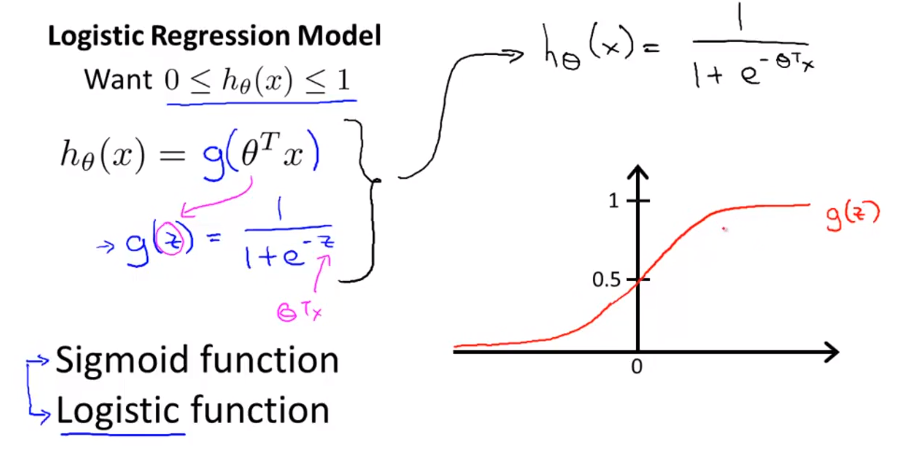 Logistic Regression Model
Want 0 ≤ hθ(x) ≤ 1
hθ(x) = g(θᵀx)
→ g(z) = 1 / (1 + e⁻ᶻ)
θᵀx
Sigmoid function
Logistic function
hθ(x) = 1 / (1 + e^(-θᵀx))
1
g(z)
0.5
0